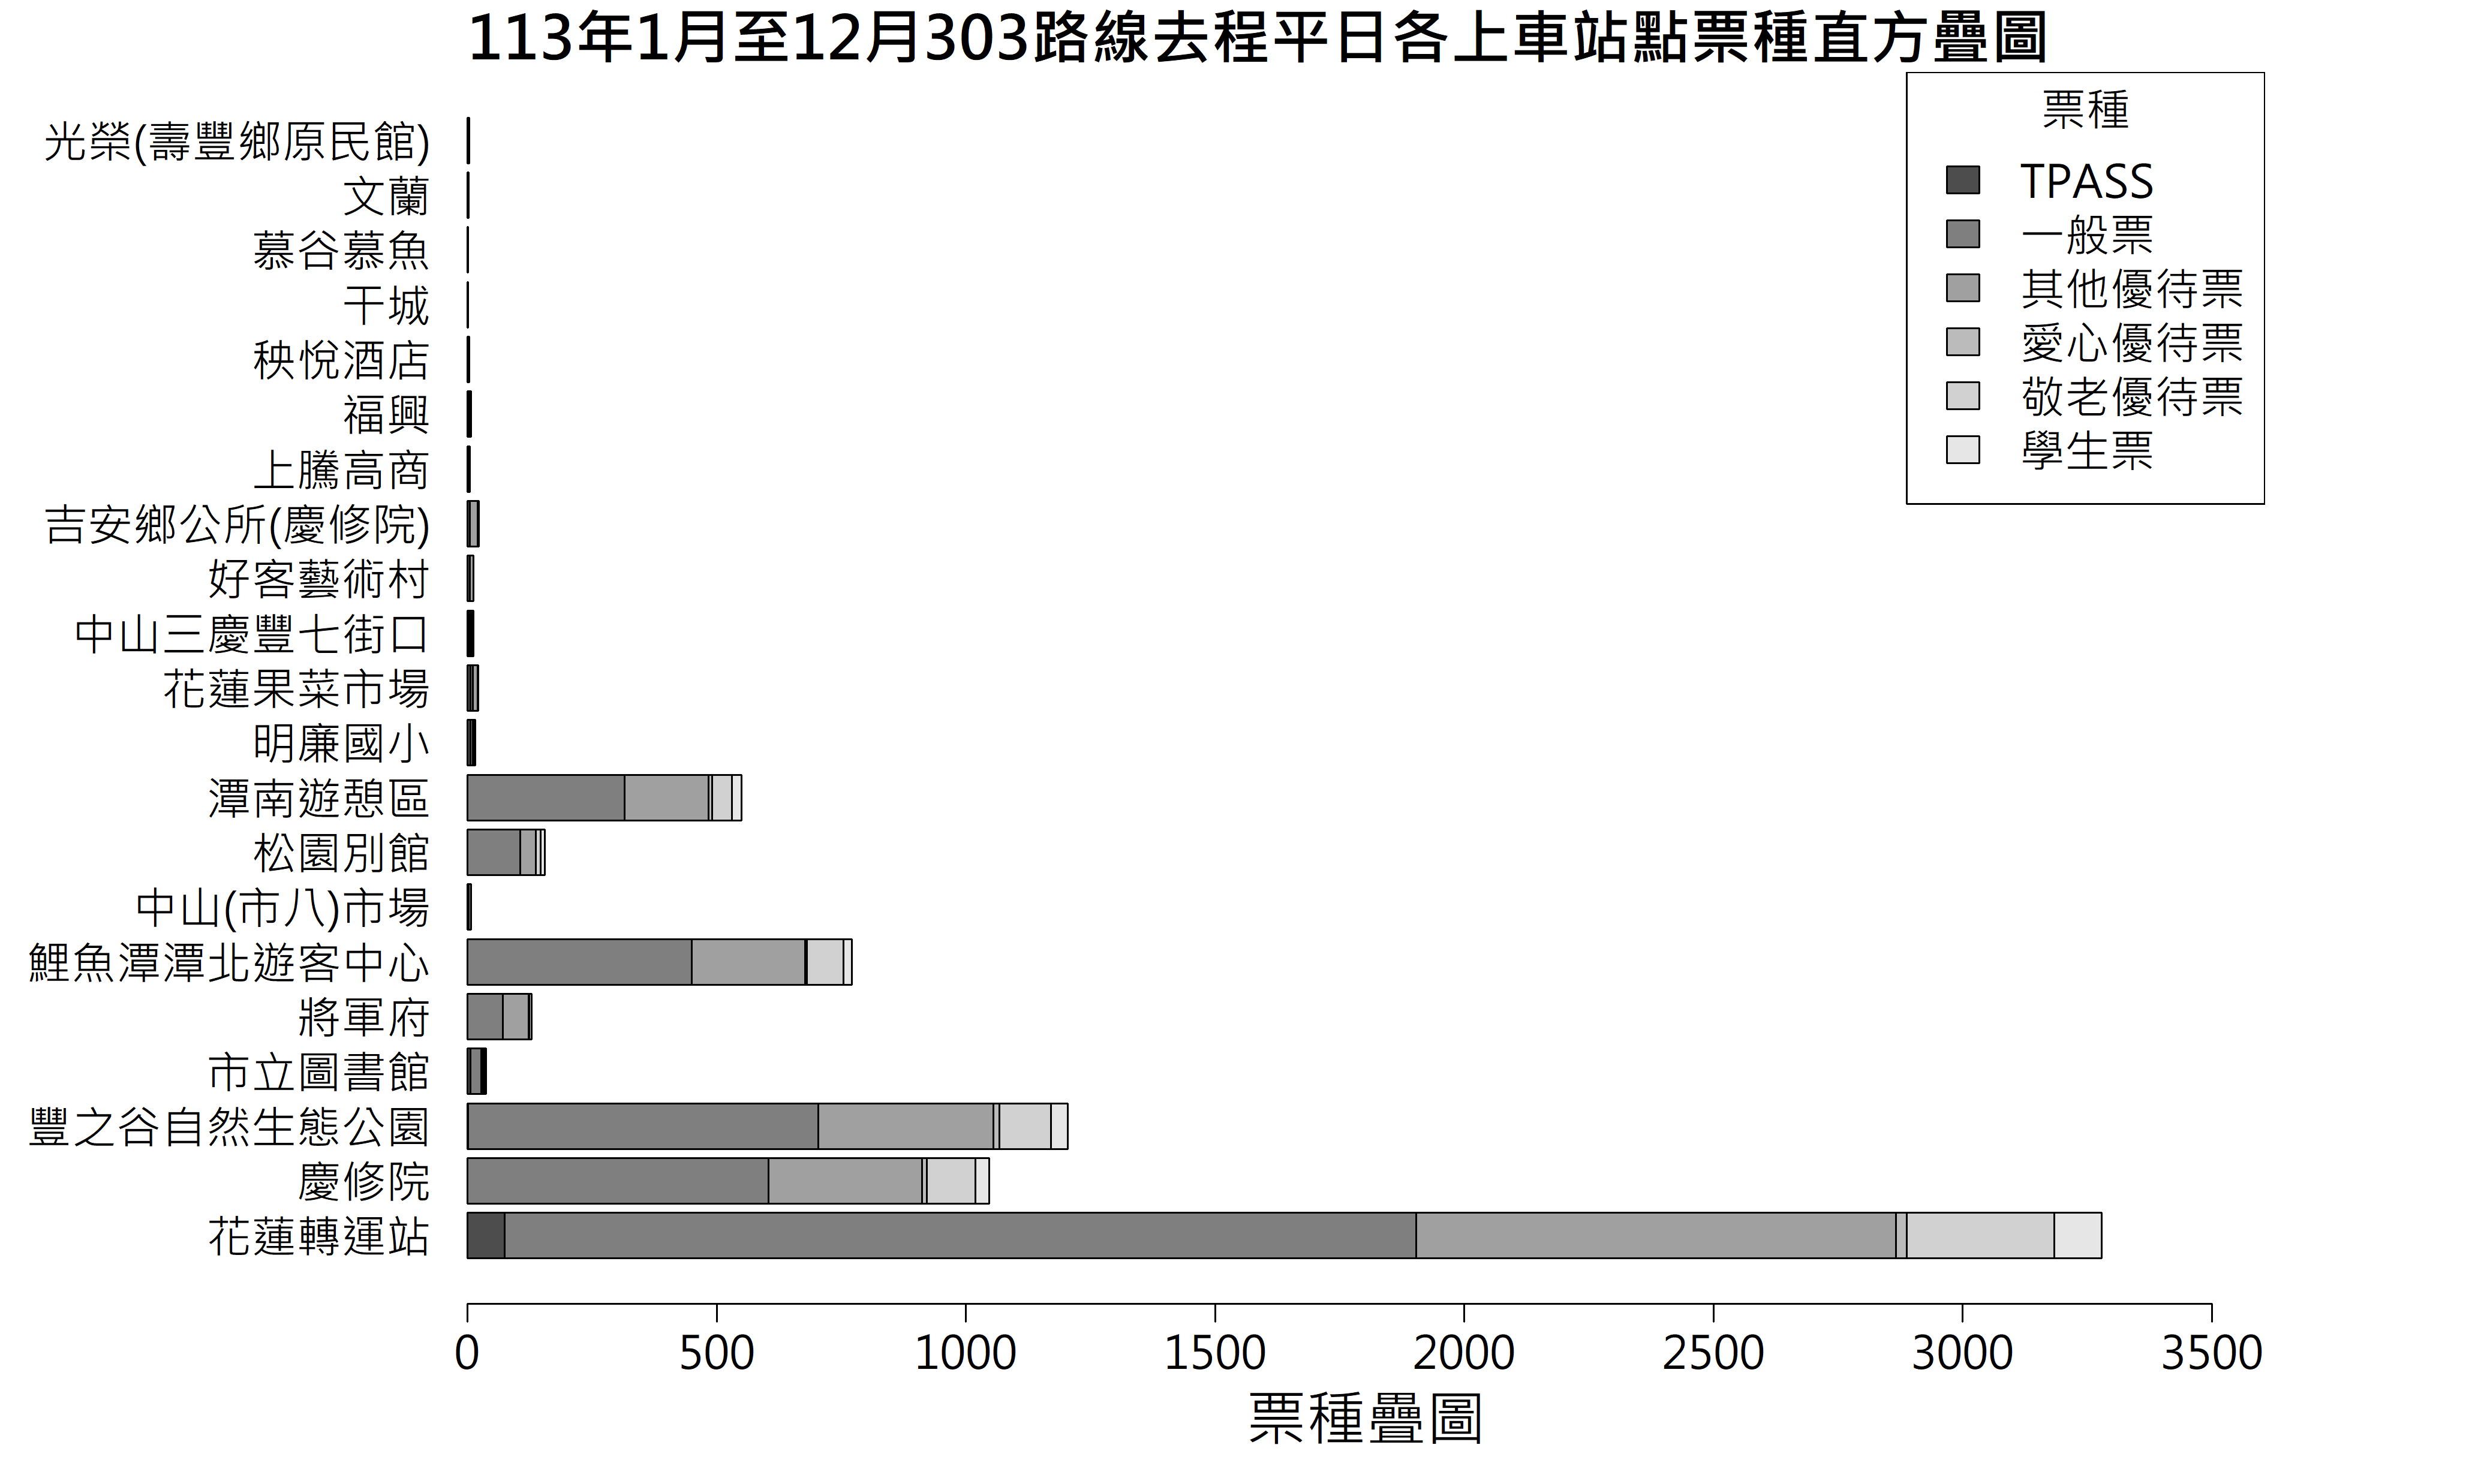 113年1月至12月303路線去程平日各上車站點票種直方疊圖
票種
TPASS
一般票
其他優待票
愛心優待票
敬老優待票
學生票
光榮(壽豐鄉原民館)
文蘭
慕谷慕魚
干城
秧悅酒店
福興
上騰高商
吉安鄉公所(慶修院)
好客藝術村
中山三慶豐七街口
花蓮果菜市場
明廉國小
潭南遊憩區
松園別館
中山(市八)市場
鯉魚潭潭北遊客中心
將軍府
市立圖書館
豐之谷自然生態公園
慶修院
花蓮轉運站
0 500 1000 1500 2000 2500 3000 3500
票種疊圖